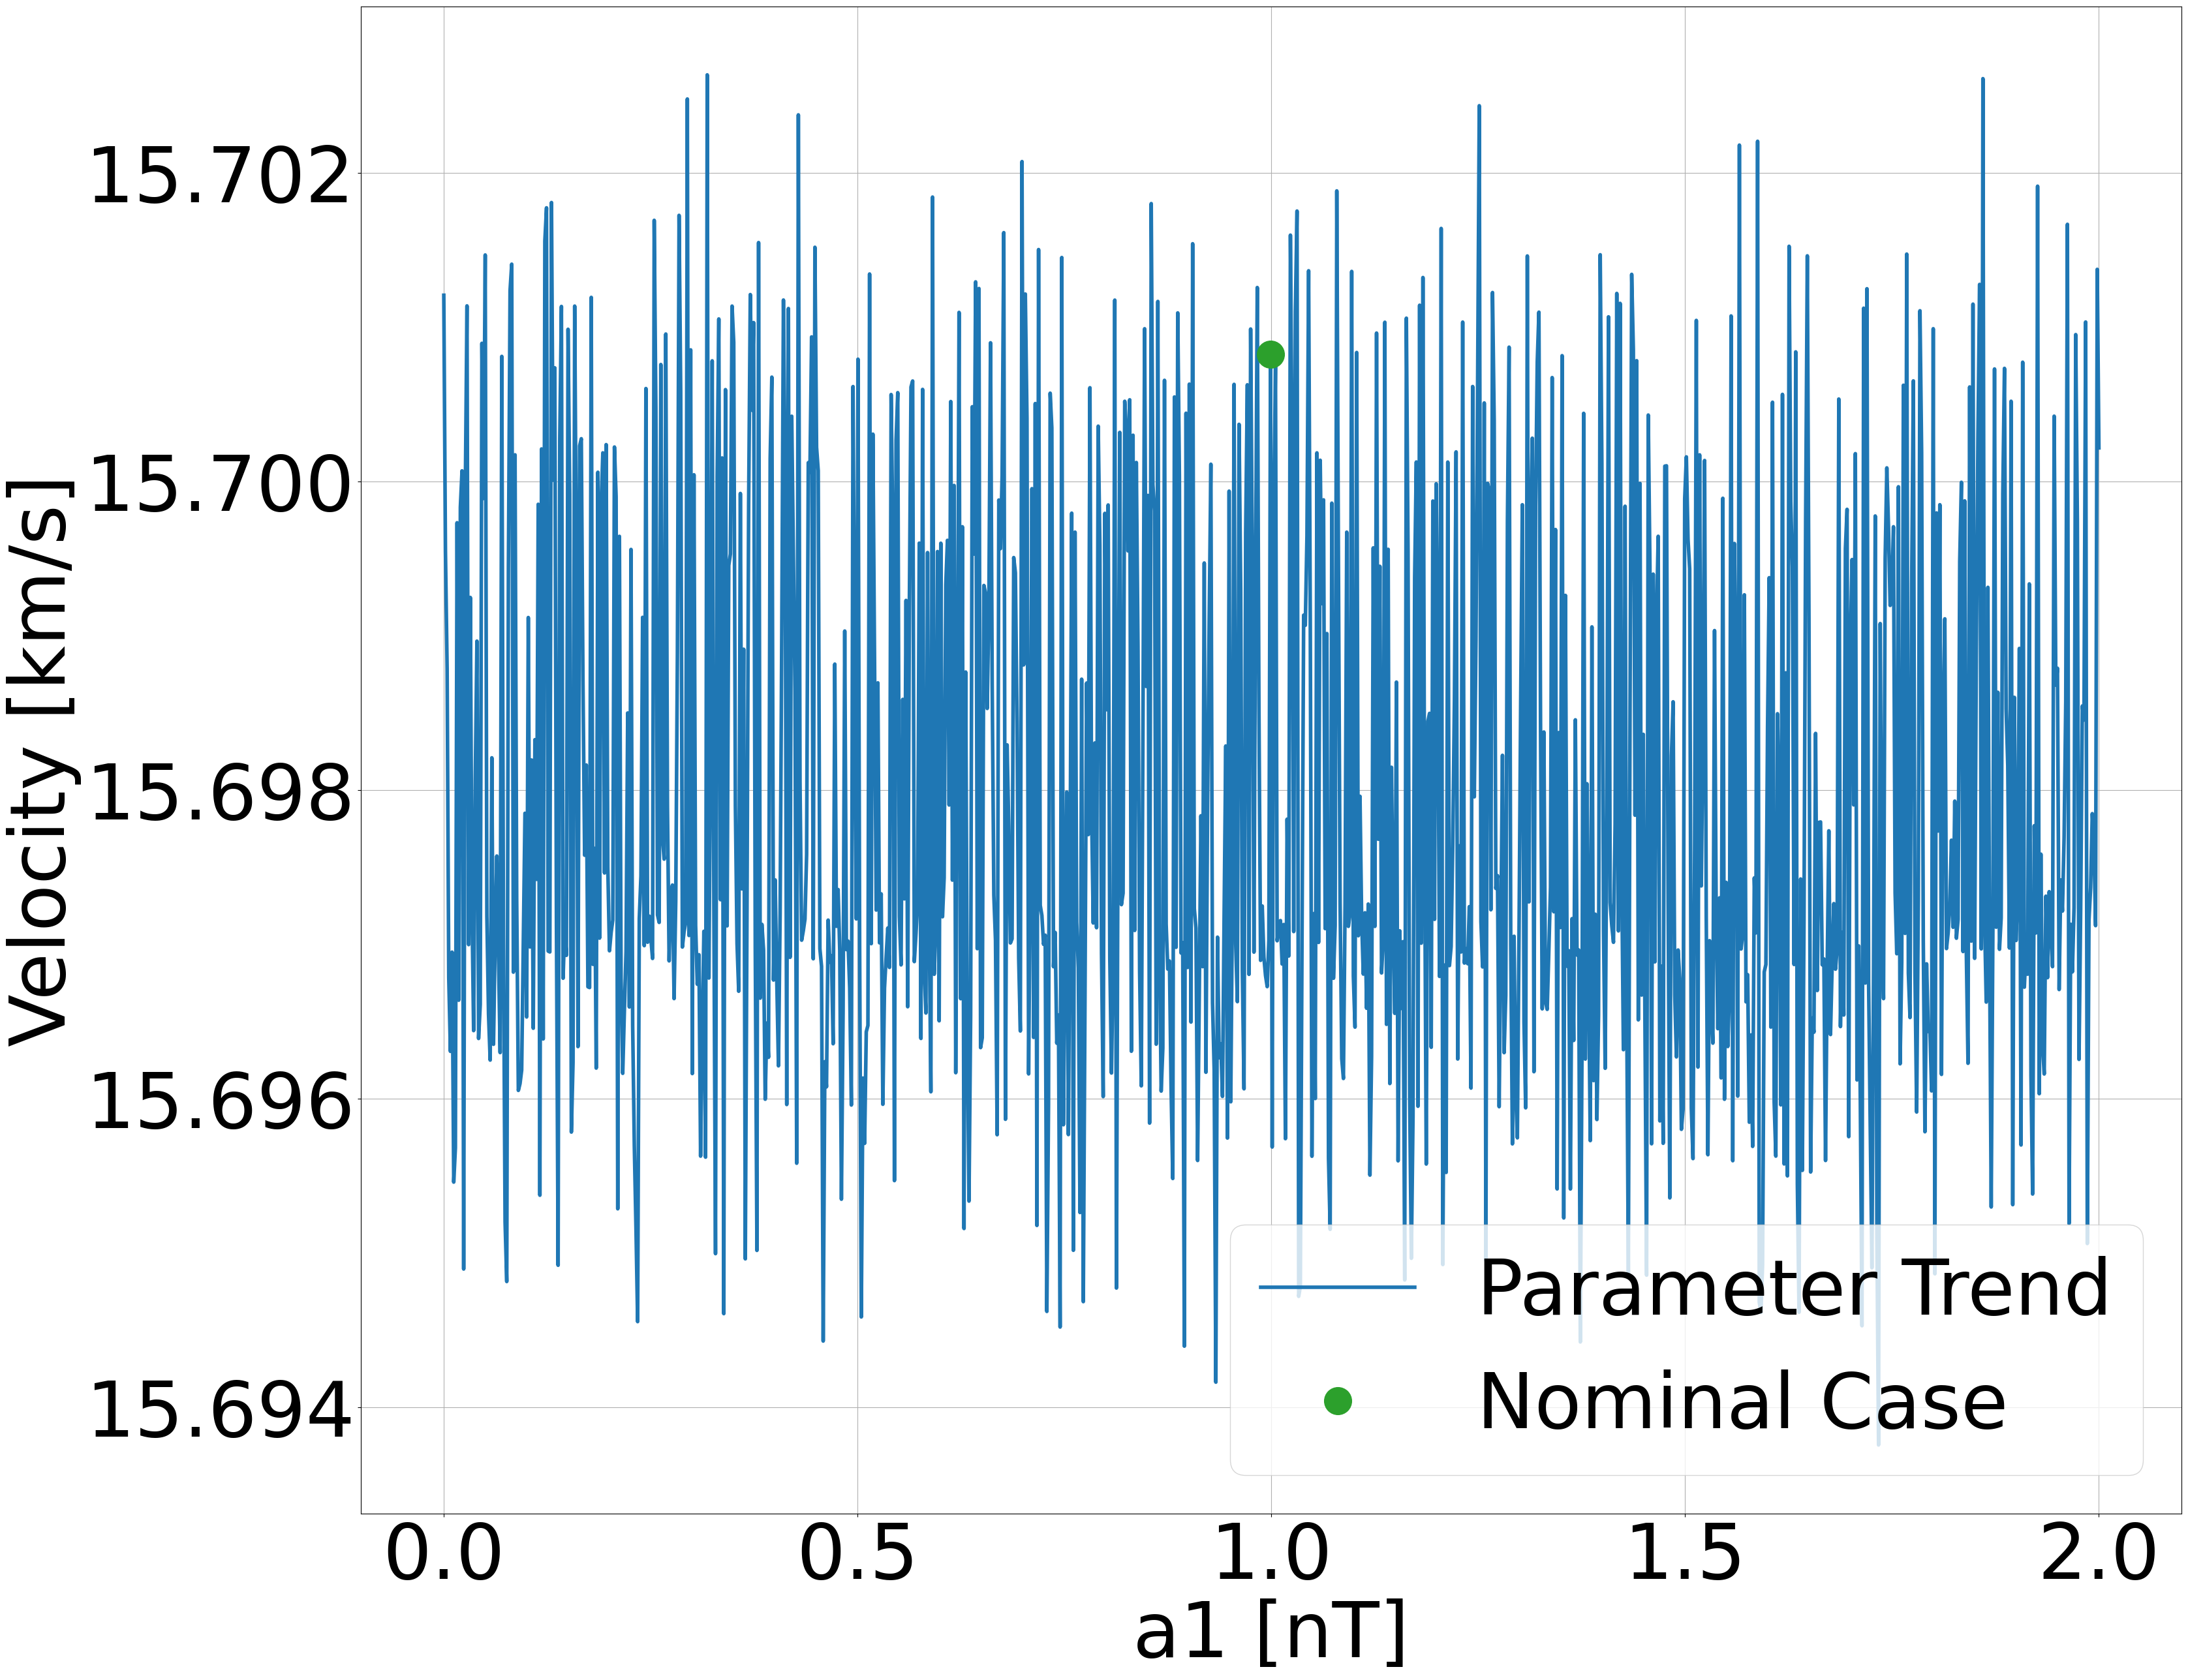 Velocity [km/s]
15.702
15.700
15.698
15.696
15.694
Parameter Trend
Nominal Case
0.0 0.5 1.0 1.5 2.0
a1 [nT]